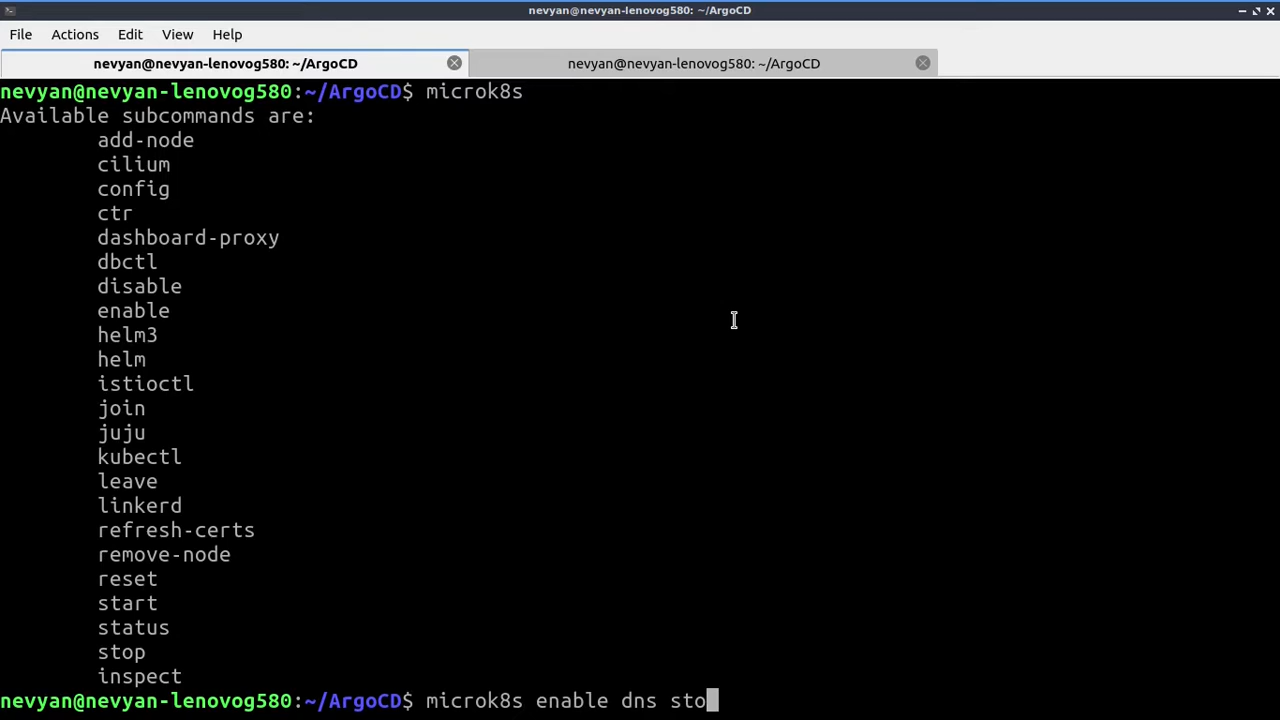 nevyan@nevyan-lenovog580: ~/ArgoCD
File Actions Edit View Help
nevyan@nevyan-lenovog580: ~/ArgoCD nevyan@nevyan-lenovog580: ~/ArgoCD
nevyan@nevyan-lenovog580:~/ArgoCD$ microk8s
Available subcommands are:
add-node
cilium
config
ctr
dashboard-proxy
dbctl
disable
enable
helm3
helm
istioctl
join
juju
kubectl
leave
linkerd
refresh-certs
remove-node
reset
start
status
stop
inspect
nevyan@nevyan-lenovog580:~/ArgoCD$ microk8s enable dns sto